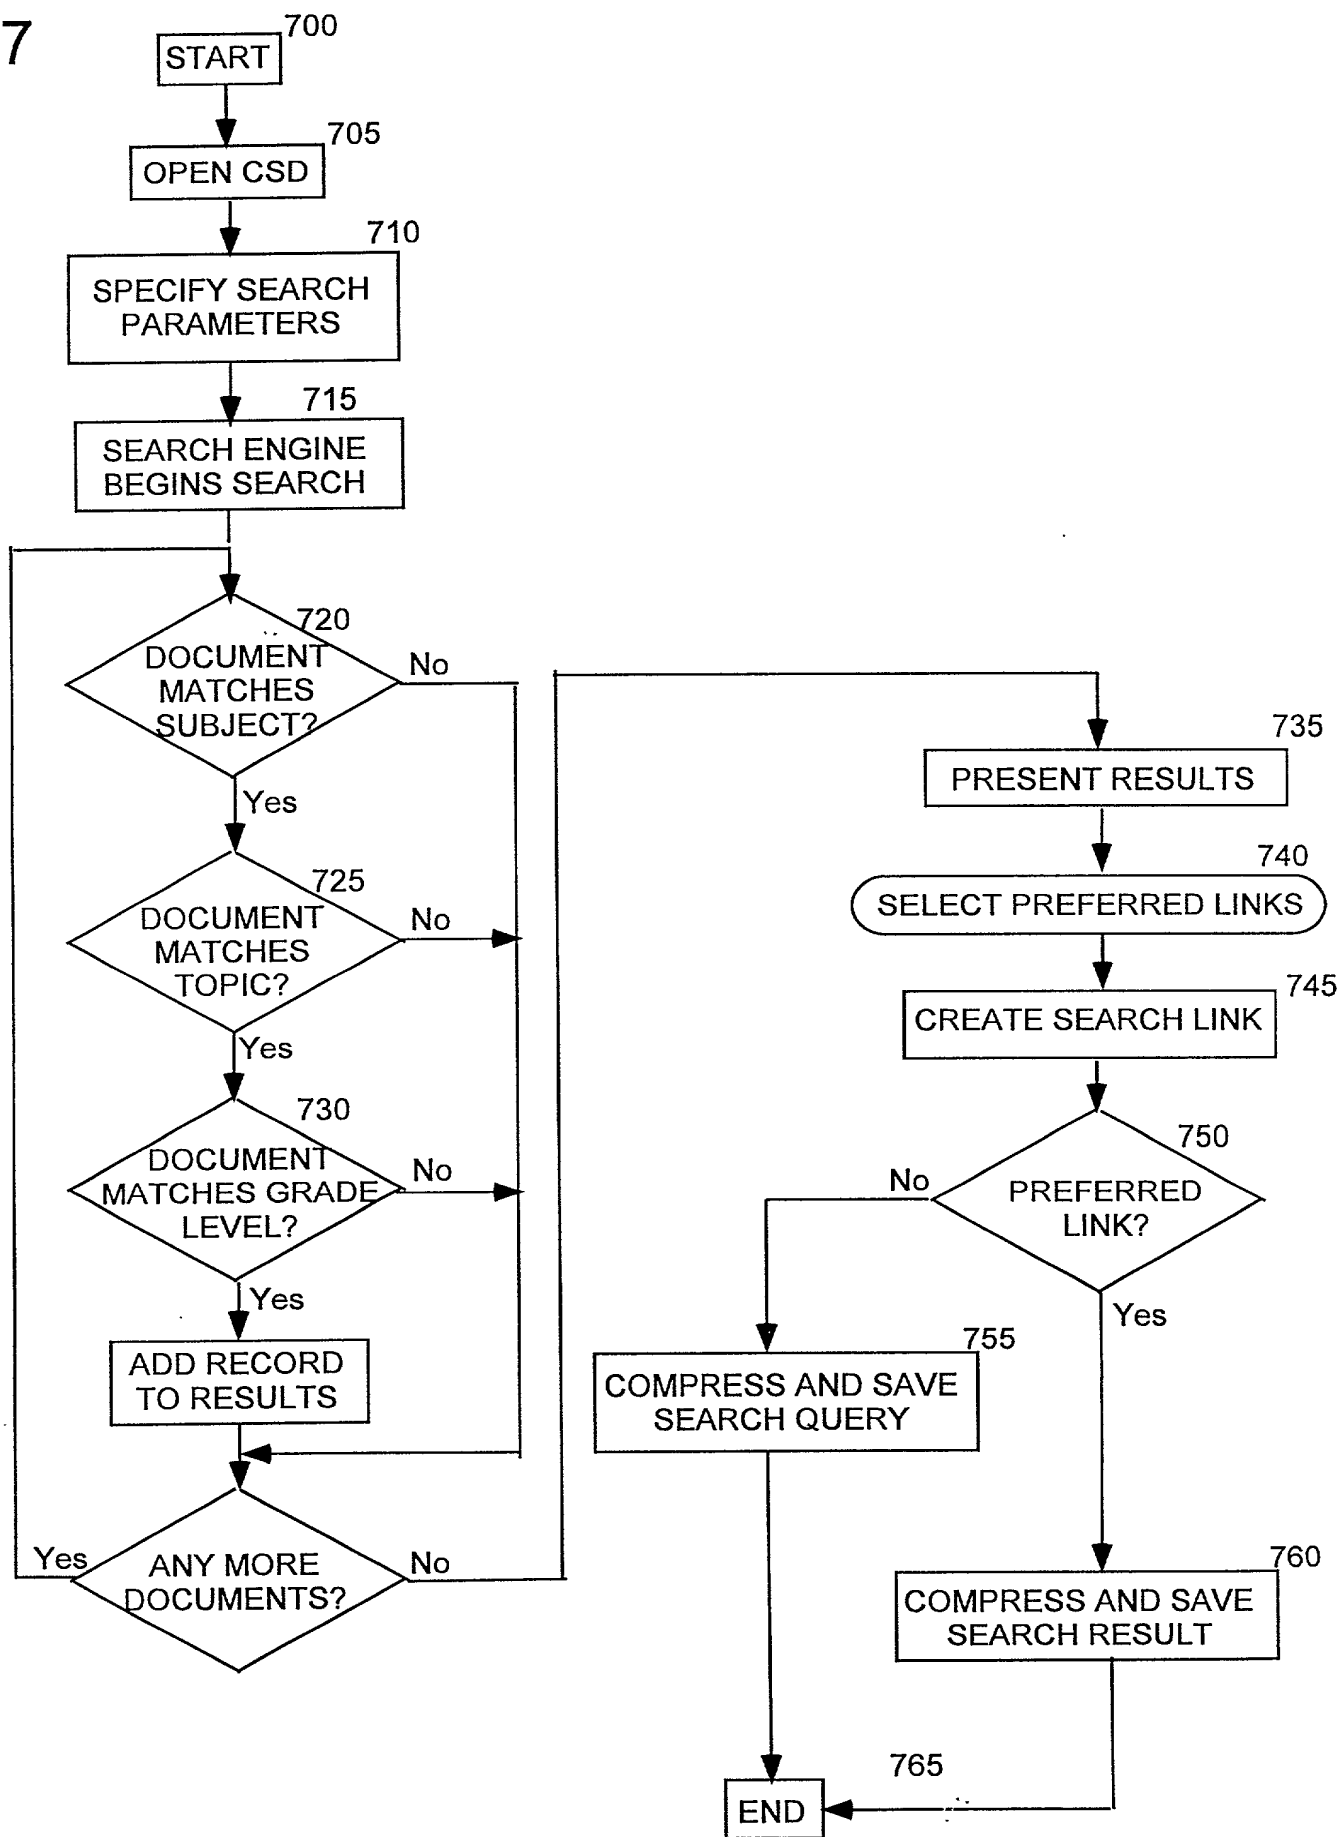 7
700
START
705
OPEN CSD
710
SPECIFY SEARCH
PARAMETERS
715
SEARCH ENGINE
BEGINS SEARCH
720
DOCUMENT
MATCHES
SUBJECT?
No
Yes
725
DOCUMENT
MATCHES
TOPIC?
No
Yes
730
DOCUMENT
MATCHES GRADE
LEVEL?
No
Yes
ADD RECORD
TO RESULTS
Yes
ANY MORE
DOCUMENTS?
No
735
PRESENT RESULTS
740
SELECT PREFERRED LINKS
745
CREATE SEARCH LINK
750
PREFERRED
LINK?
No
Yes
755
COMPRESS AND SAVE
SEARCH QUERY
760
COMPRESS AND SAVE
SEARCH RESULT
765
END